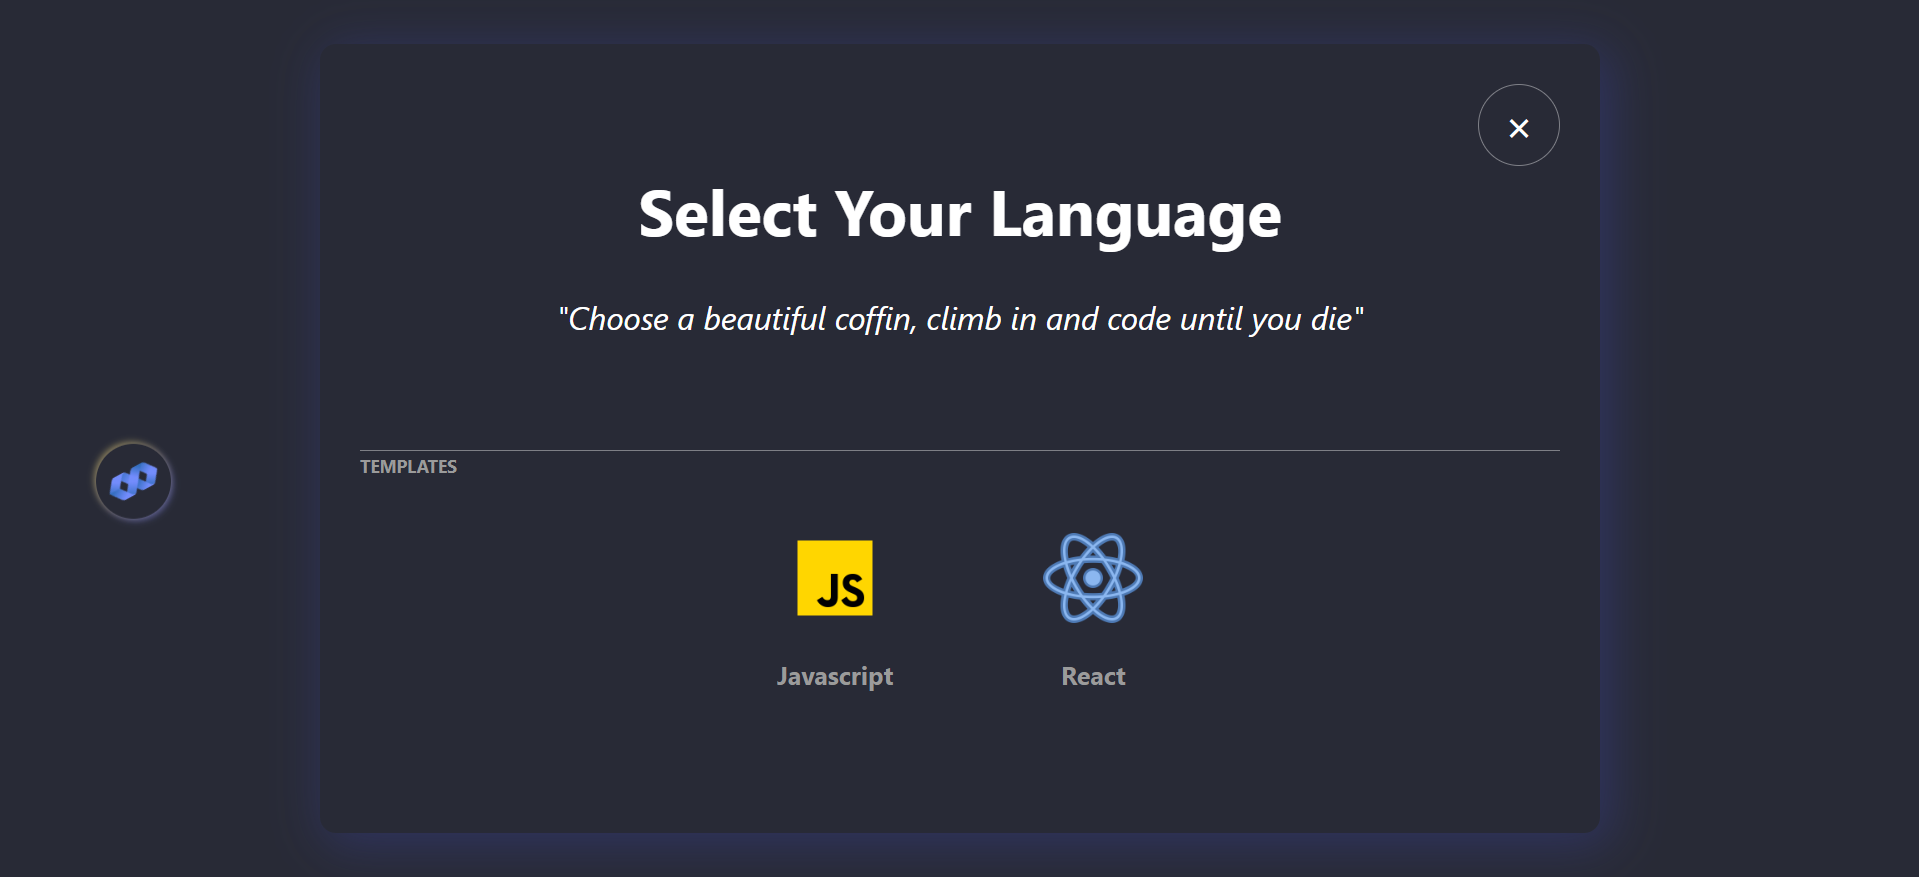 Select Your Language
"Choose a beautiful coffin, climb in and code until you die"
TEMPLATES
JS
Javascript
React